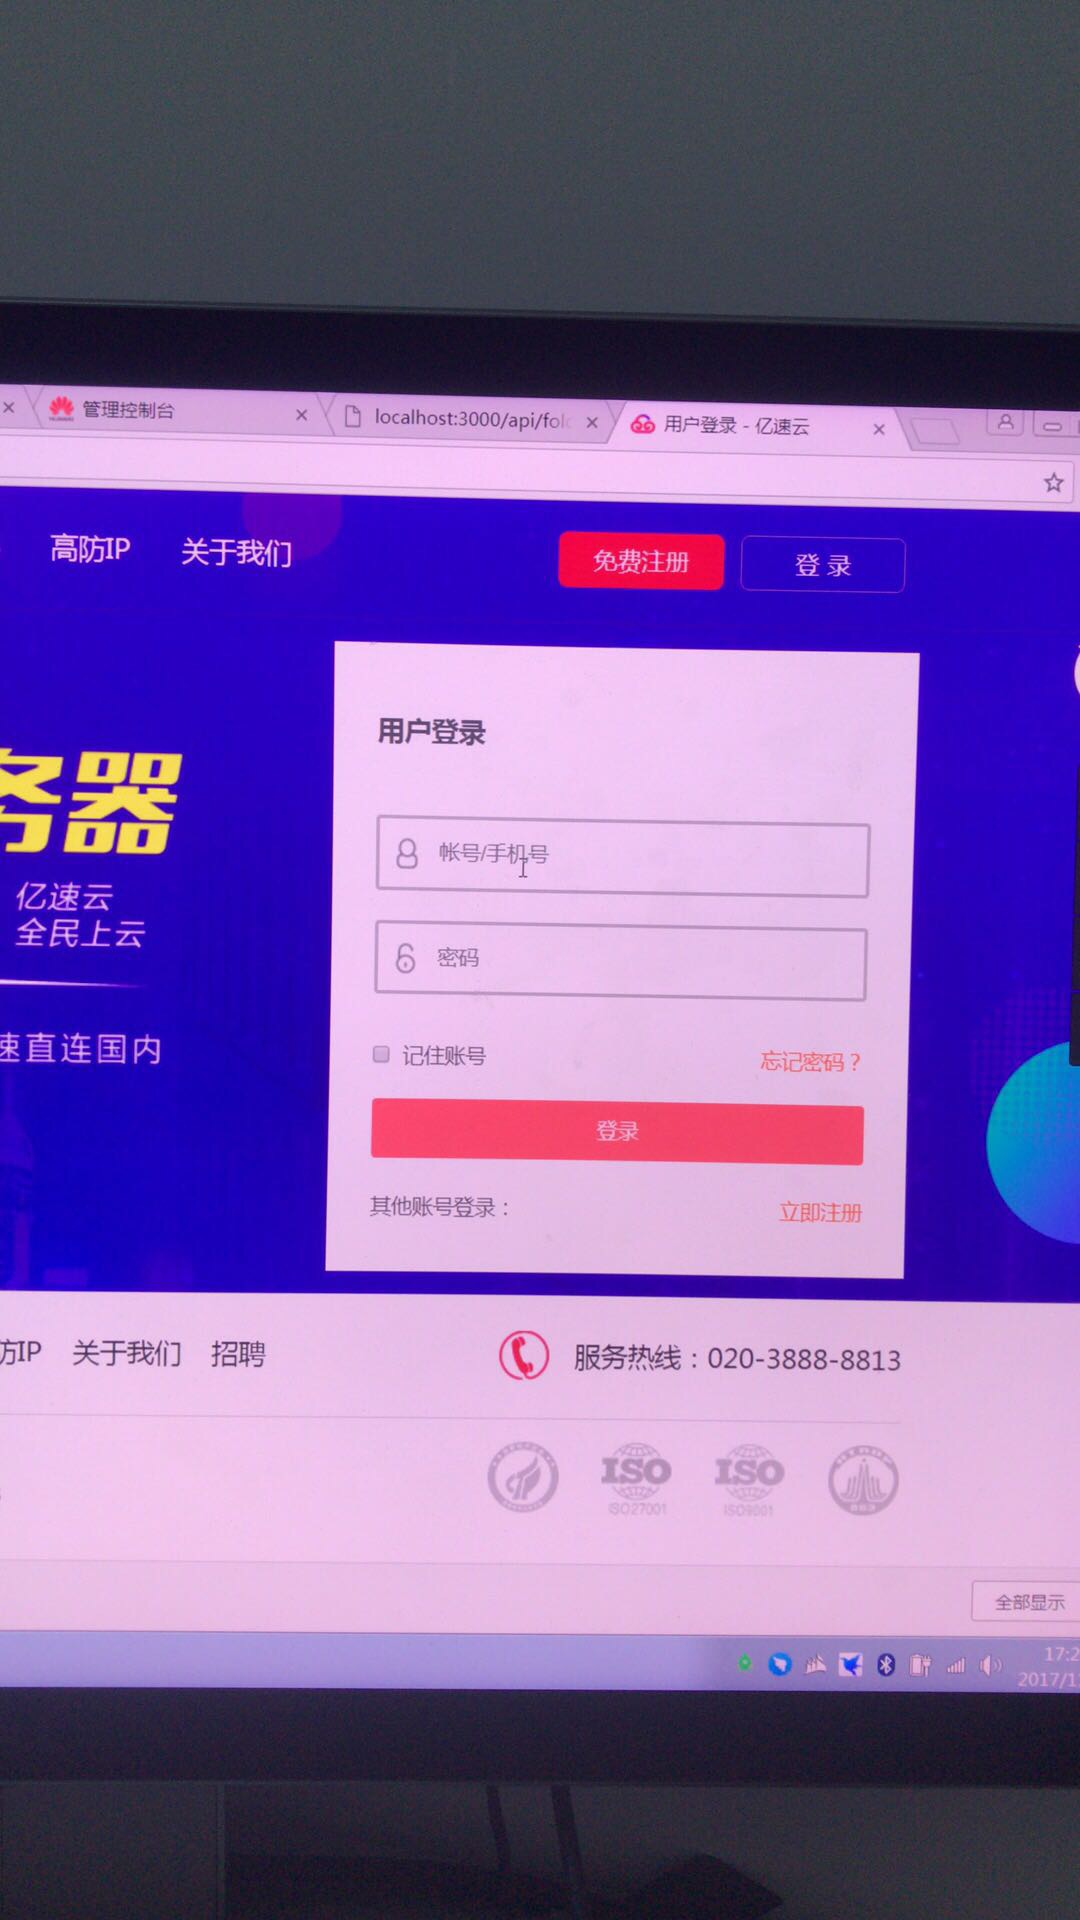 管理控制台
localhost:3000/api/fol
用户登录 - 亿速云
高防IP 关于我们 免费注册 登 录
用户登录
务器
帐号/手机号
亿速云
全民上云
密码
速直连国内
记住账号 忘记密码？
登录
其他账号登录： 立即注册
防IP 关于我们 招聘 服务热线：020-3888-8813
ISO ISO
ISO27001 ISO9001
全部显示
17:2
2017/1